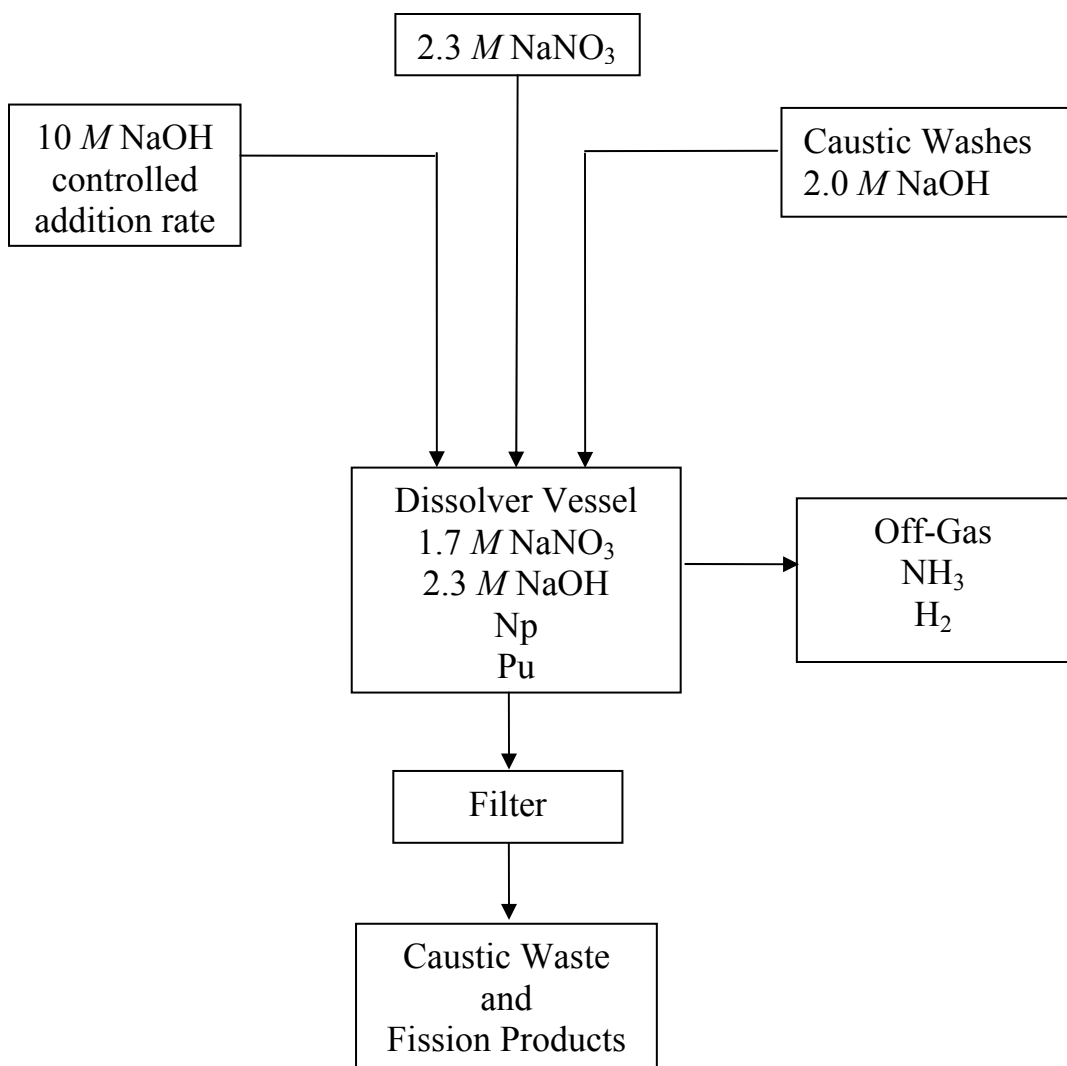 2.3 M NaNO₃
10 M NaOH
controlled
addition rate
Caustic Washes
2.0 M NaOH
Dissolver Vessel
1.7 M NaNO₃
2.3 M NaOH
Np
Pu
Off-Gas
NH₃
H₂
Filter
Caustic Waste
and
Fission Products